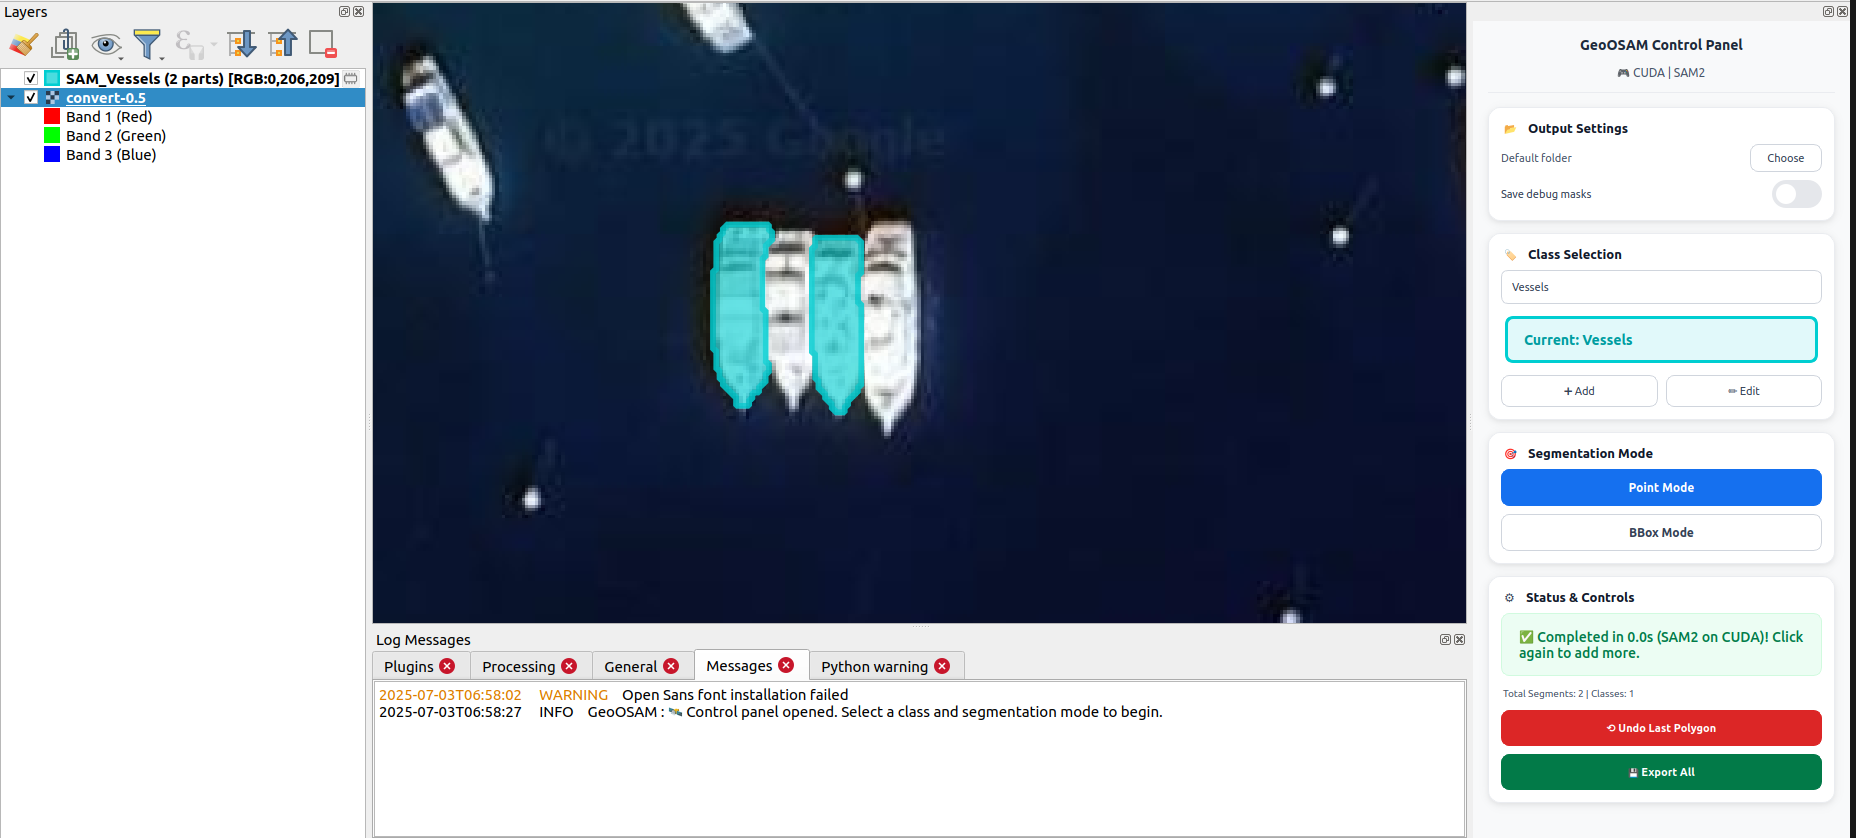 Layers
SAM_Vessels (2 parts) [RGB:0,206,209]
convert-0.5
Band 1 (Red)
Band 2 (Green)
Band 3 (Blue)
© 2025 Google
Log Messages
Plugins
Processing
General
Messages
Python warning
2025-07-03T06:58:02 WARNING Open Sans font installation failed
2025-07-03T06:58:27 INFO GeoOSAM : 🛰️ Control panel opened. Select a class and segmentation mode to begin.
GeoOSAM Control Panel
🎮 CUDA | SAM2
📂 Output Settings
Default folder
Choose
Save debug masks
🏷️ Class Selection
Vessels
Current: Vessels
➕ Add
✏ Edit
🎯 Segmentation Mode
Point Mode
BBox Mode
⚙ Status & Controls
✅ Completed in 0.0s (SAM2 on CUDA)! Click
again to add more.
Total Segments: 2 | Classes: 1
⟲ Undo Last Polygon
💾 Export All